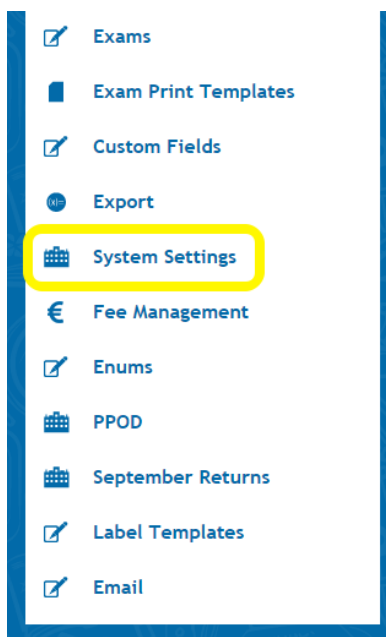 Exams
Exam Print Templates
Custom Fields
Export
System Settings
Fee Management
Enums
PPOD
September Returns
Label Templates
Email